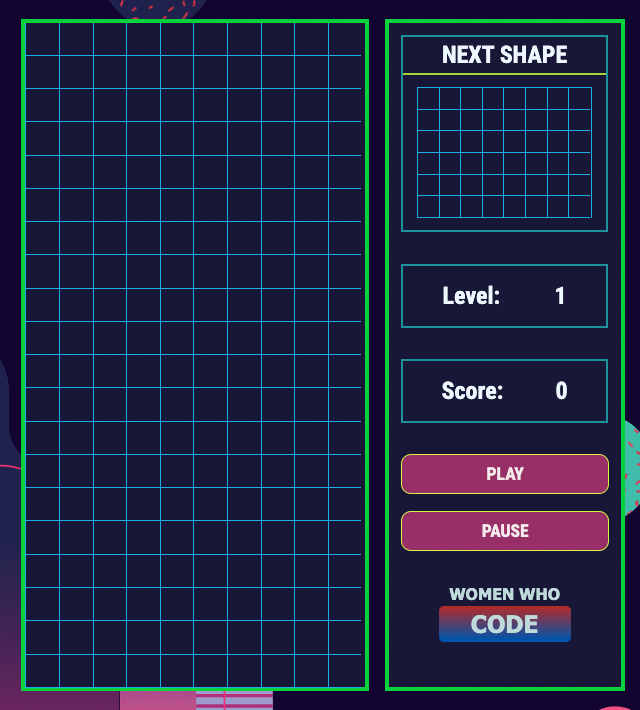 NEXT SHAPE
Level: 1
Score: 0
PLAY
PAUSE
WOMEN WHO
CODE